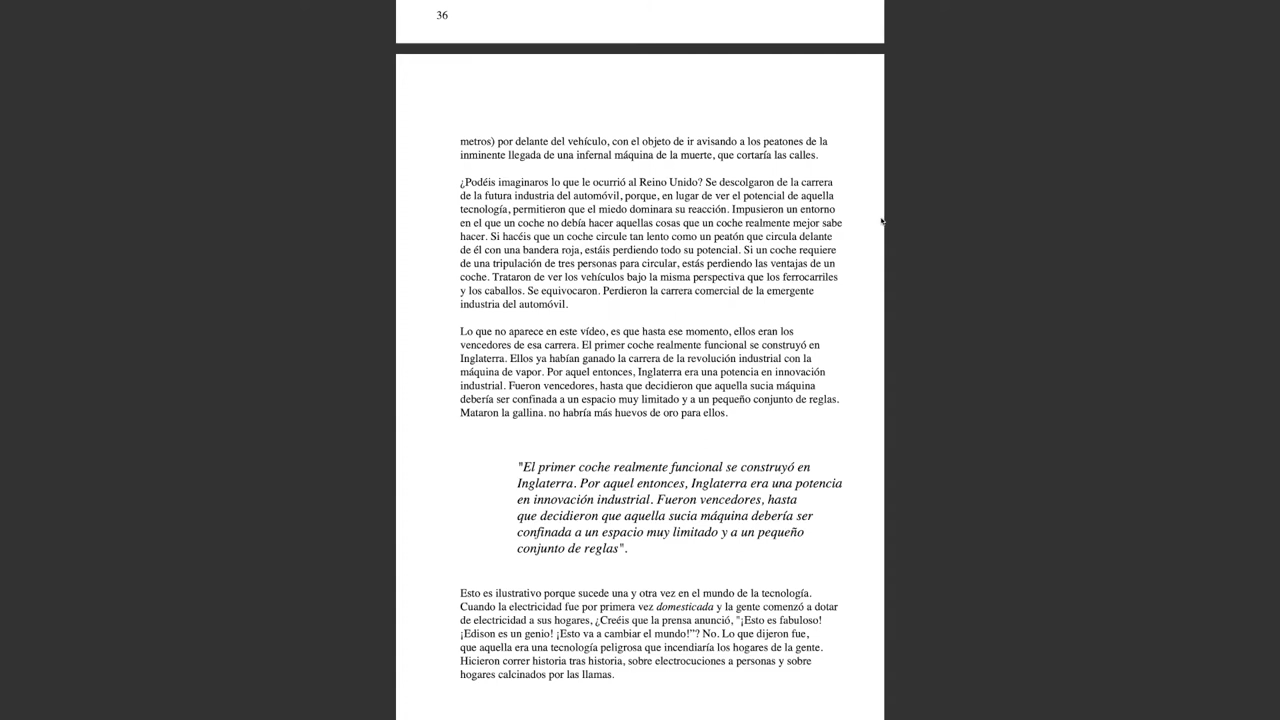 36
metros) por delante del vehículo, con el objeto de ir avisando a los peatones de la
inminente llegada de una infernal máquina de la muerte, que cortaría las calles.
¿Podéis imaginaros lo que le ocurrió al Reino Unido? Se descolgaron de la carrera
de la futura industria del automóvil, porque, en lugar de ver el potencial de aquella
tecnología, permitieron que el miedo dominara su reacción. Impusieron un entorno
en el que un coche no debía hacer aquellas cosas que un coche realmente mejor sabe
hacer. Si hacéis que un coche circule tan lento como un peatón que circula delante
de él con una bandera roja, estáis perdiendo todo su potencial. Si un coche requiere
de una tripulación de tres personas para circular, estás perdiendo las ventajas de un
coche. Trataron de ver los vehículos bajo la misma perspectiva que los ferrocarriles
y los caballos. Se equivocaron. Perdieron la carrera comercial de la emergente
industria del automóvil.
Lo que no aparece en este vídeo, es que hasta ese momento, ellos eran los
vencedores de esa carrera. El primer coche realmente funcional se construyó en
Inglaterra. Ellos ya habían ganado la carrera de la revolución industrial con la
máquina de vapor. Por aquel entonces, Inglaterra era una potencia en innovación
industrial. Fueron vencedores, hasta que decidieron que aquella sucia máquina
debería ser confinada a un espacio muy limitado y a un pequeño conjunto de reglas.
Mataron la gallina. no habría más huevos de oro para ellos.
"El primer coche realmente funcional se construyó en
Inglaterra. Por aquel entonces, Inglaterra era una potencia
en innovación industrial. Fueron vencedores, hasta
que decidieron que aquella sucia máquina debería ser
confinada a un espacio muy limitado y a un pequeño
conjunto de reglas".
Esto es ilustrativo porque sucede una y otra vez en el mundo de la tecnología.
Cuando la electricidad fue por primera vez domesticada y la gente comenzó a dotar
de electricidad a sus hogares, ¿Creéis que la prensa anunció, "¡Esto es fabuloso!
¡Edison es un genio! ¡Esto va a cambiar el mundo!”? No. Lo que dijeron fue,
que aquella era una tecnología peligrosa que incendiaría los hogares de la gente.
Hicieron correr historia tras historia, sobre electrocuciones a personas y sobre
hogares calcinados por las llamas.